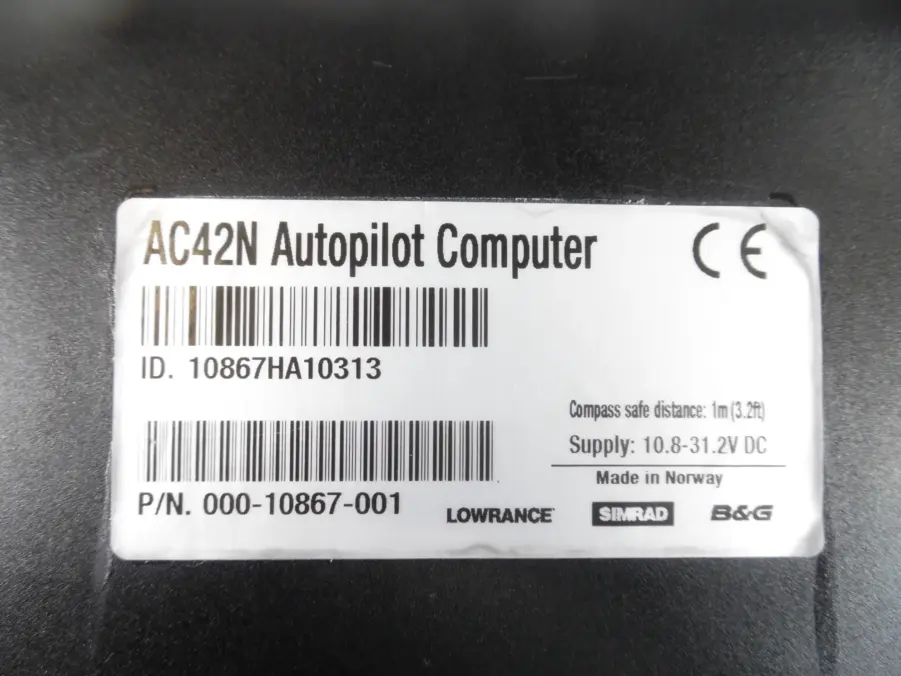 AC42N Autopilot Computer CE
ID. 10867HA10313
Compass safe distance: 1m (3.2ft)
Supply: 10.8-31.2V DC
Made in Norway
P/N. 000-10867-001
LOWRANCE SIMRAD B&G